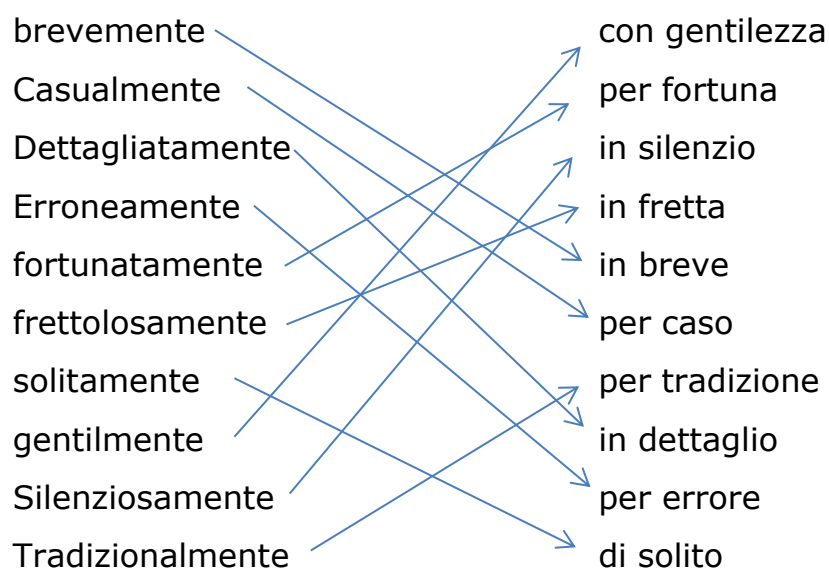 brevemente con gentilezza
Casualmente per fortuna
Dettagliatamente in silenzio
Erroneamente in fretta
fortunatamente in breve
frettolosamente per caso
solitamente per tradizione
gentilmente in dettaglio
Silenziosamente per errore
Tradizionalmente di solito